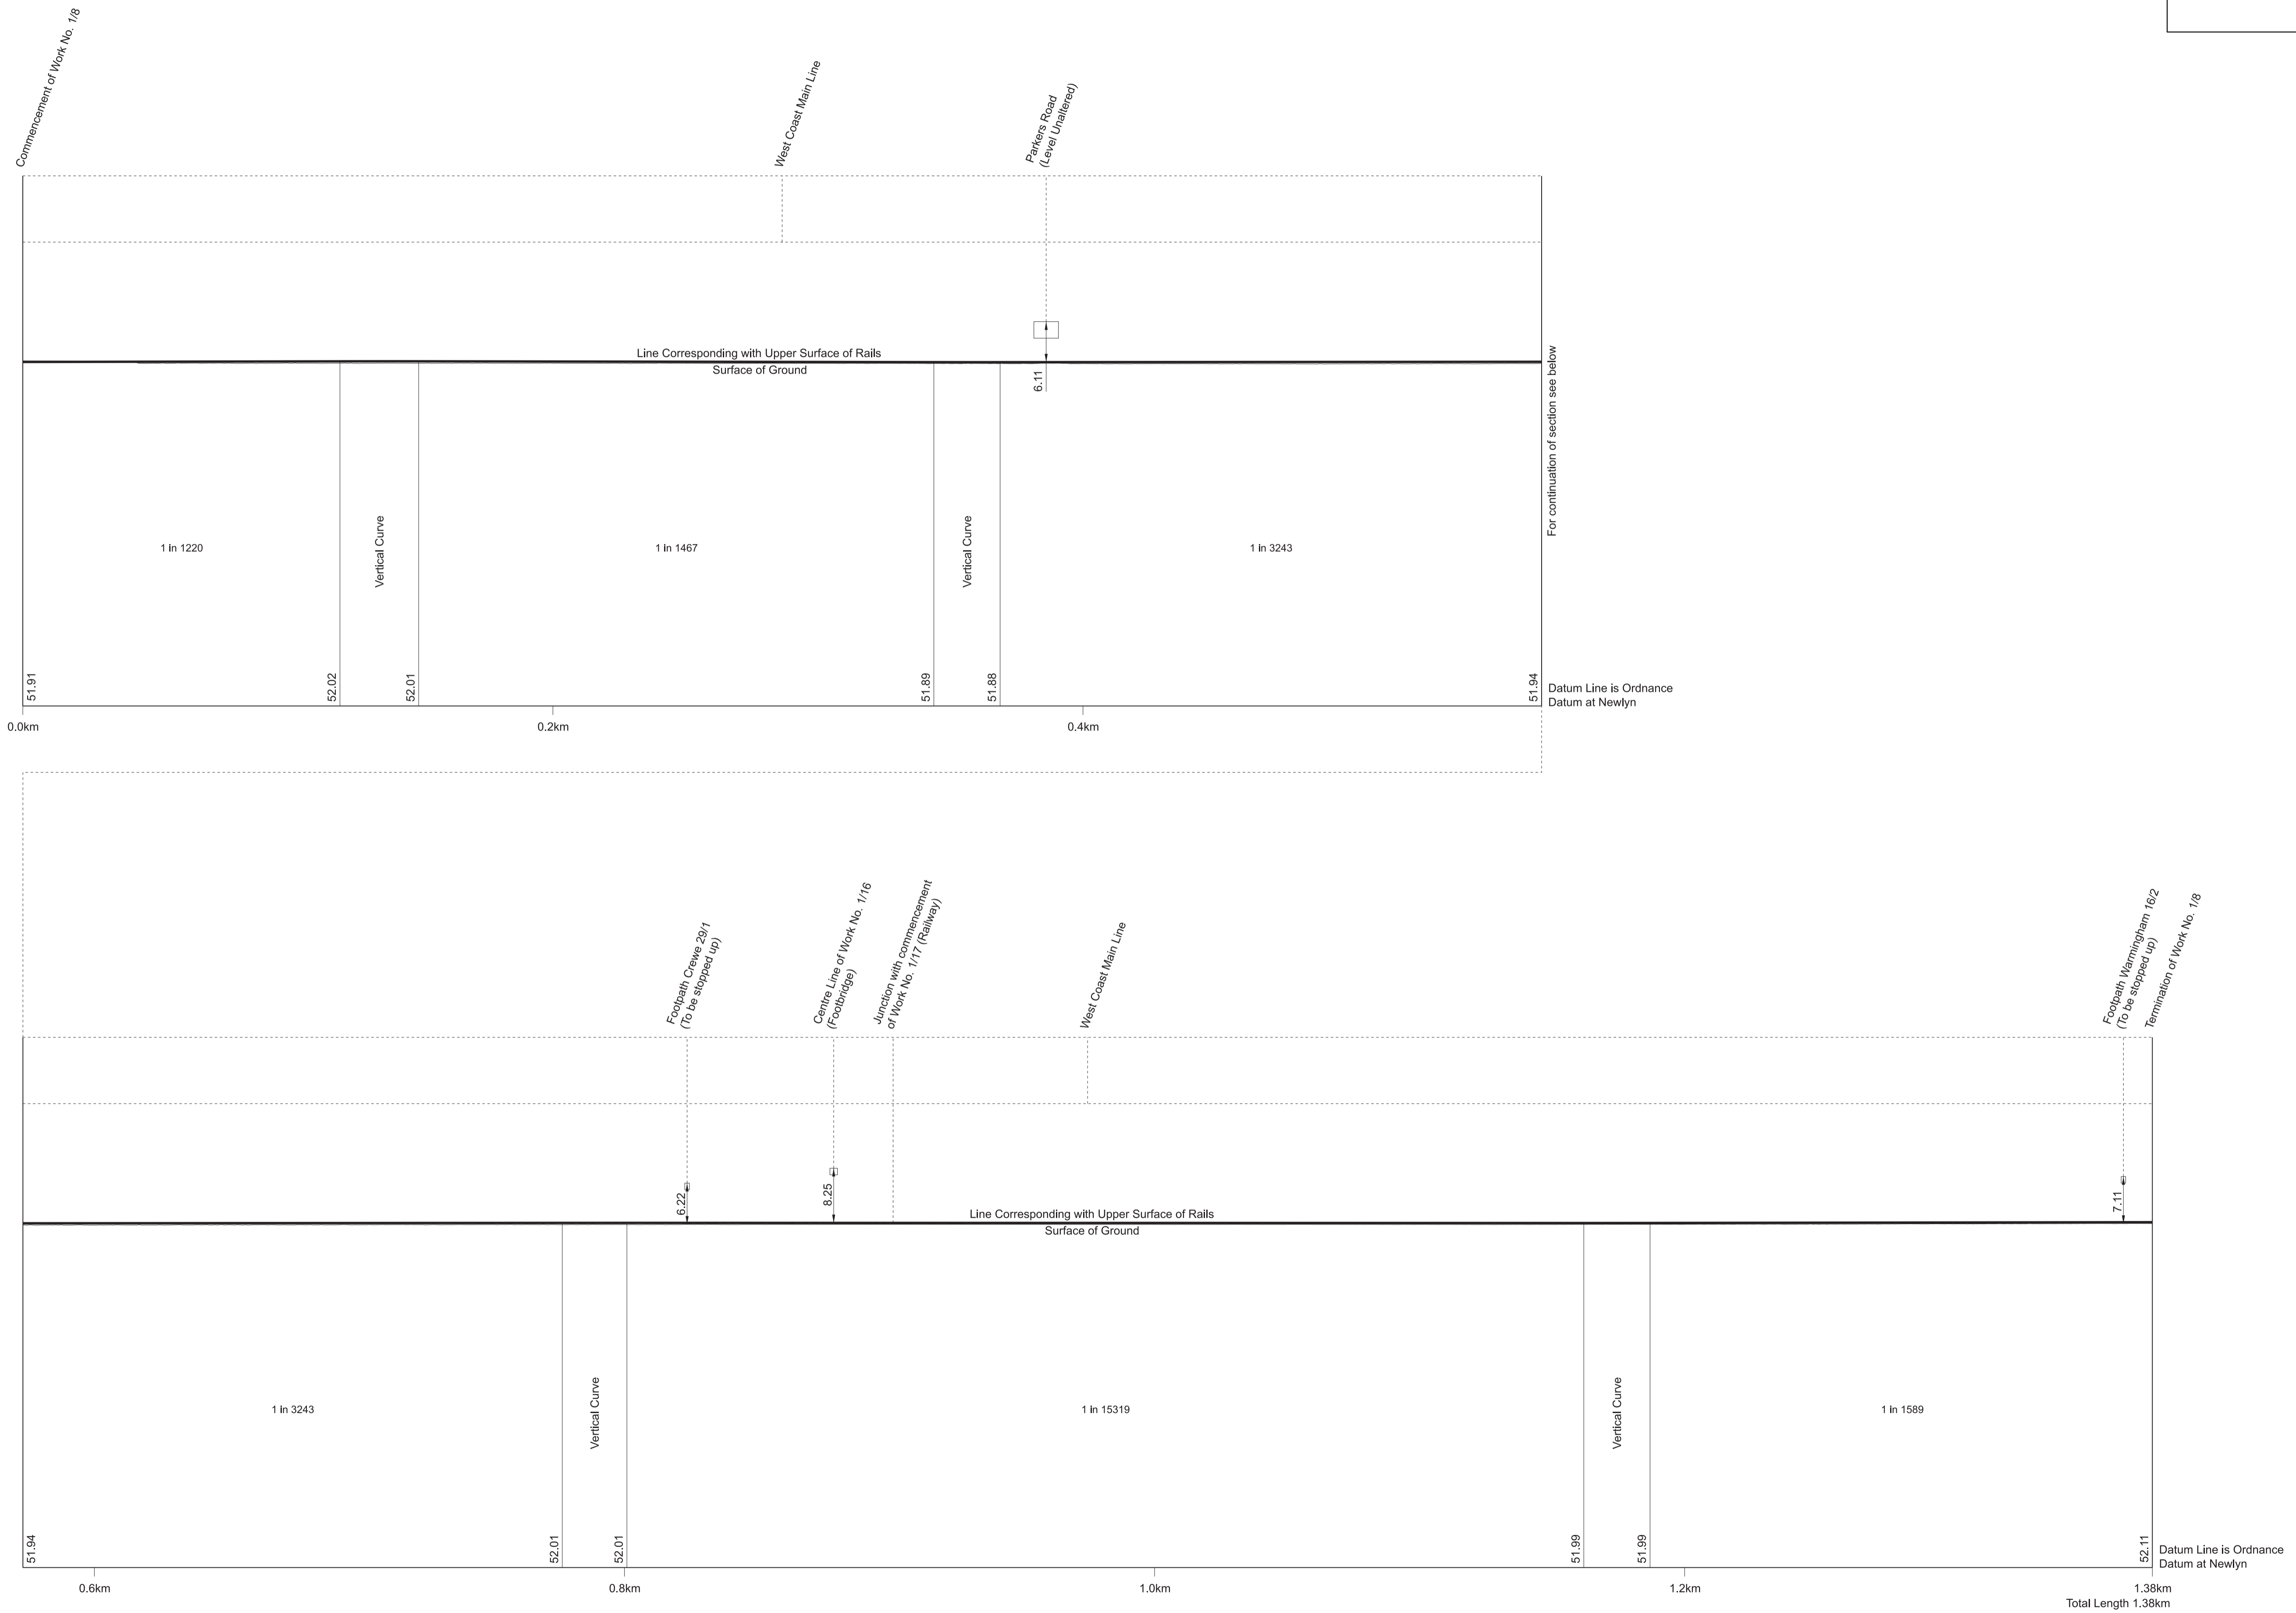 Commencement of Work No. 1/8
West Coast Main Line
Parkers Road
(Level Unaltered)
Line Corresponding with Upper Surface of Rails
Surface of Ground
6.11
For continuation of section see below
1 in 1220
Vertical Curve
1 in 1467
Vertical Curve
1 in 3243
51.91
52.02
52.01
51.89
51.88
51.94
Datum Line is Ordnance
Datum at Newlyn
0.0km
0.2km
0.4km
Footpath Crewe 29/1
(To be stopped up)
Centre Line of Work No. 1/16
(Footbridge)
Junction with commencement
of Work No. 1/17 (Railway)
West Coast Main Line
Footpath Warmingham 16/2
(To be stopped up)
Termination of Work No. 1/8
6.22
8.25
7.11
Line Corresponding with Upper Surface of Rails
Surface of Ground
1 in 3243
Vertical Curve
1 in 15319
Vertical Curve
1 in 1589
51.94
52.01
52.01
51.99
51.99
52.11
Datum Line is Ordnance
Datum at Newlyn
0.6km
0.8km
1.0km
1.2km
1.38km
Total Length 1.38km